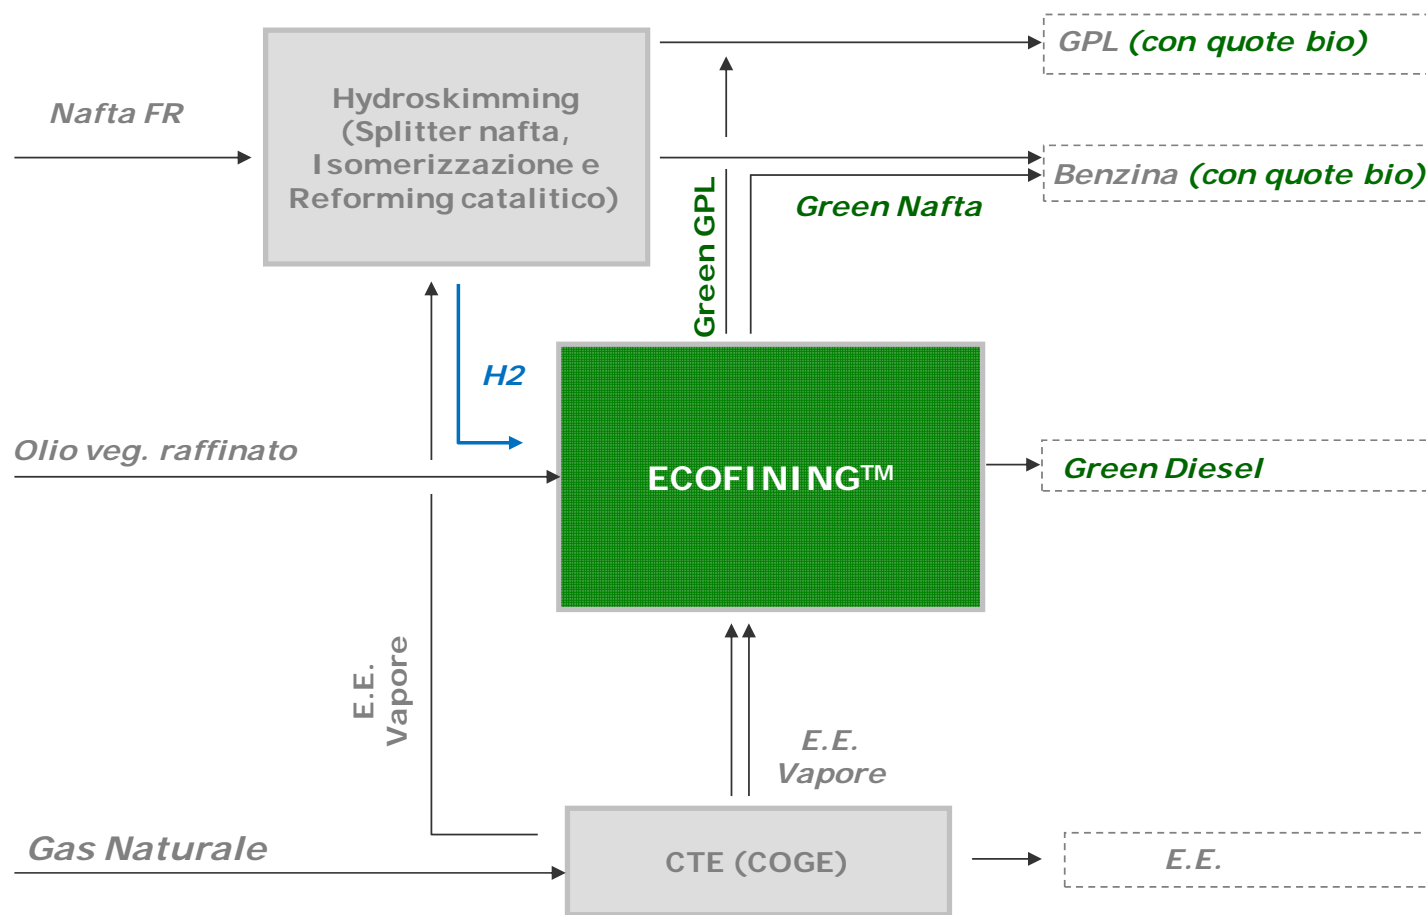 GPL (con quote bio)
Nafta FR
Hydroskimming
(Splitter nafta,
Isomerizzazione e
Reforming catalitico)
Benzina (con quote bio)
Green Nafta
Green GPL
H2
Olio veg. raffinato
ECOFINING™
Green Diesel
E.E.
Vapore
E.E.
Vapore
Gas Naturale
CTE (COGE)
E.E.